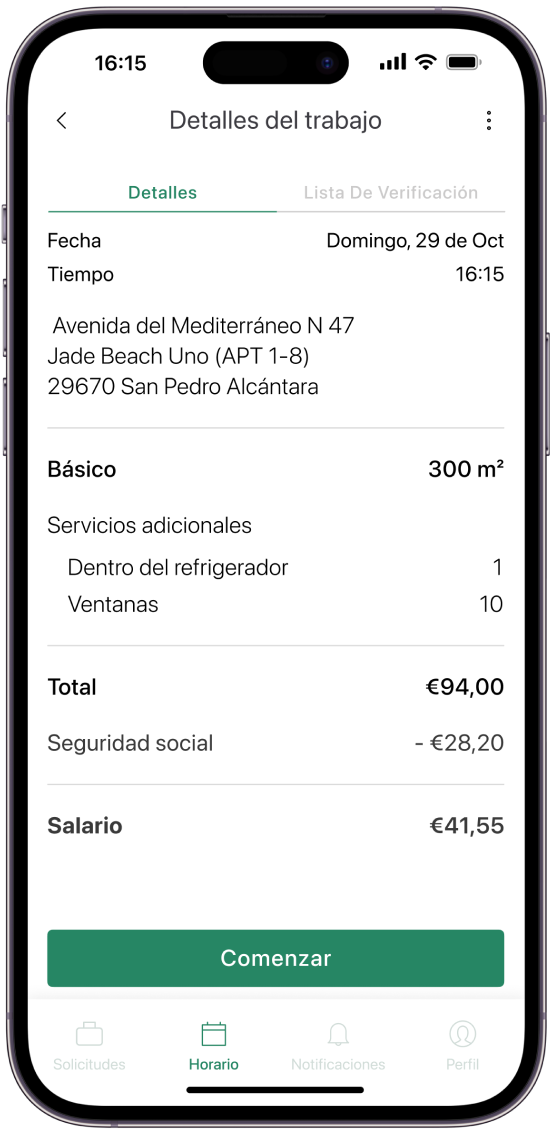 16:15
Detalles del trabajo
Detalles Lista De Verificación
Fecha Domingo, 29 de Oct
Tiempo 16:15
Avenida del Mediterráneo N 47
Jade Beach Uno (APT 1-8)
29670 San Pedro Alcántara
Básico 300 m²
Servicios adicionales
Dentro del refrigerador 1
Ventanas 10
Total €94,00
Seguridad social - €28,20
Salario €41,55
Comenzar
Solicitudes Horario Notificaciones Perfil